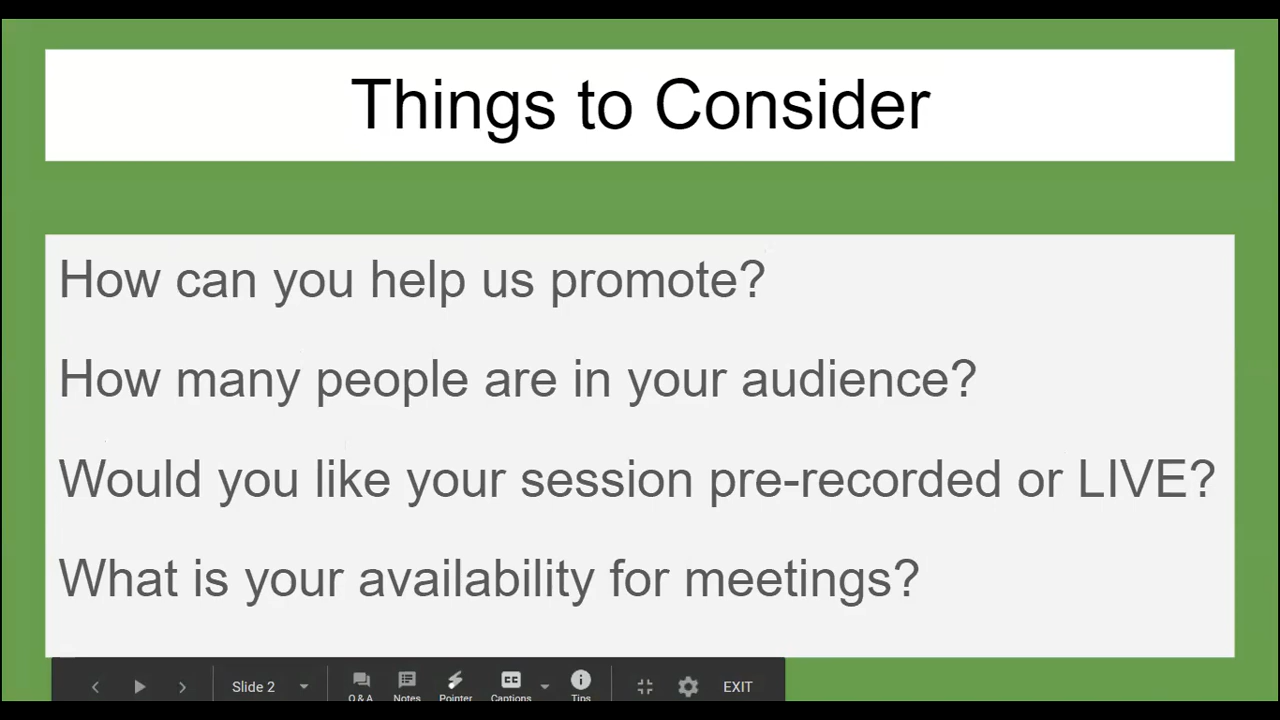 Things to Consider
How can you help us promote?
How many people are in your audience?
Would you like your session pre-recorded or LIVE?
What is your availability for meetings?
Slide 2 Q & A Notes Pointer Captions Tips EXIT